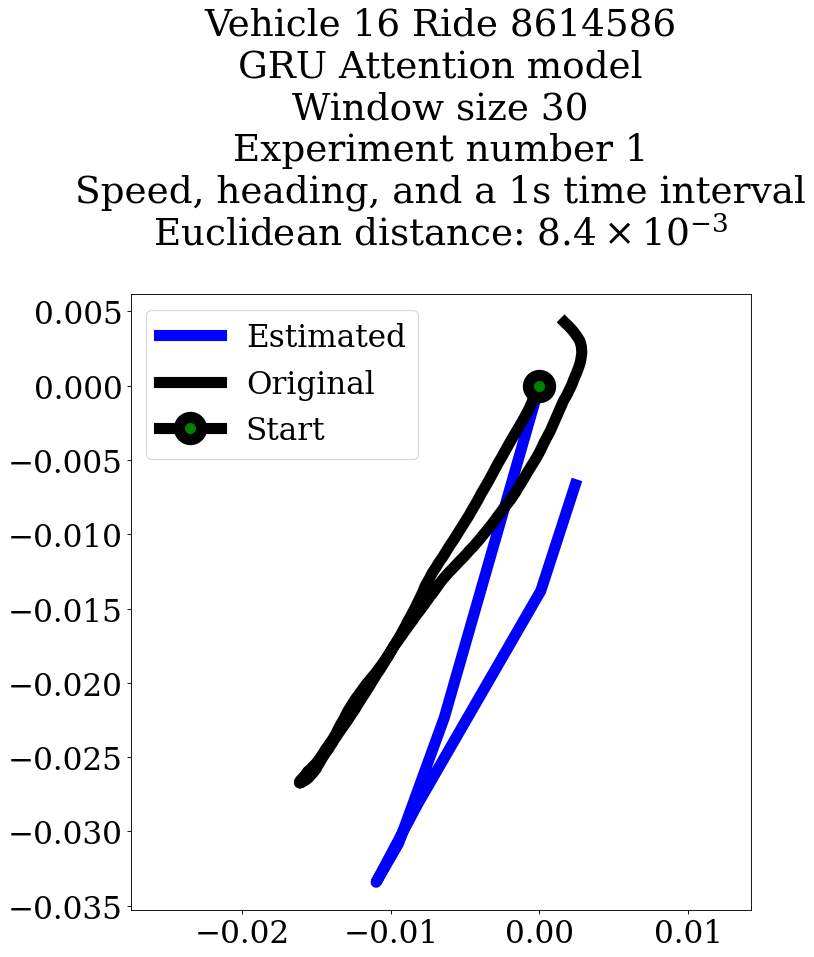 Vehicle 16 Ride 8614586
GRU Attention model
Window size 30
Experiment number 1
Speed, heading, and a 1s time interval
Euclidean distance: 8.4 × 10⁻³
Estimated
Original
Start
0.005
0.000
−0.005
−0.010
−0.015
−0.020
−0.025
−0.030
−0.035
−0.02 −0.01 0.00 0.01